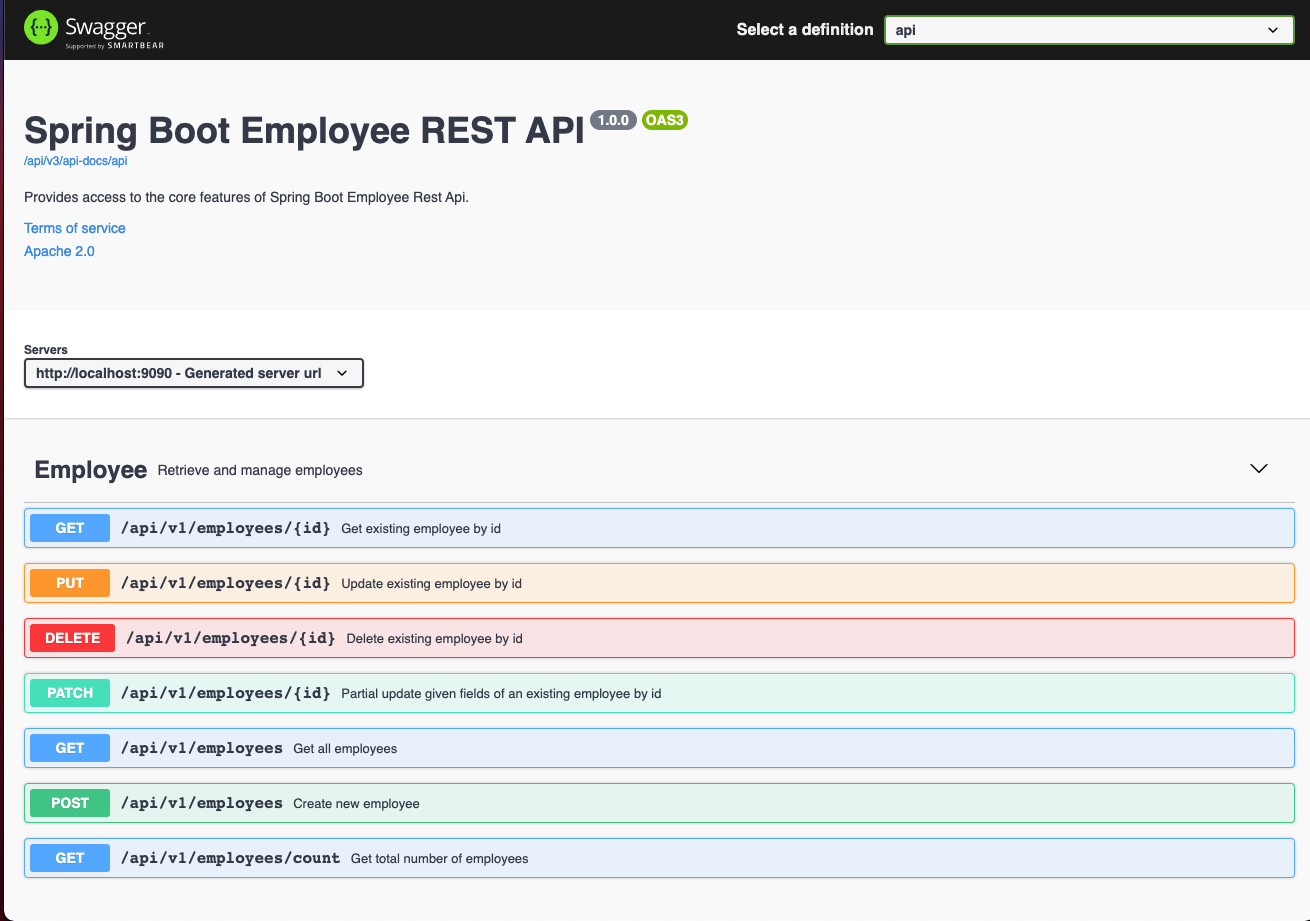 {···} Swagger.
Supported by SMARTBEAR
Select a definition
api
Spring Boot Employee REST API 1.0.0 OAS3
/api/v3/api-docs/api
Provides access to the core features of Spring Boot Employee Rest Api.
Terms of service
Apache 2.0
Servers
http://localhost:9090 - Generated server url
Employee Retrieve and manage employees
GET /api/v1/employees/{id} Get existing employee by id
PUT /api/v1/employees/{id} Update existing employee by id
DELETE /api/v1/employees/{id} Delete existing employee by id
PATCH /api/v1/employees/{id} Partial update given fields of an existing employee by id
GET /api/v1/employees Get all employees
POST /api/v1/employees Create new employee
GET /api/v1/employees/count Get total number of employees